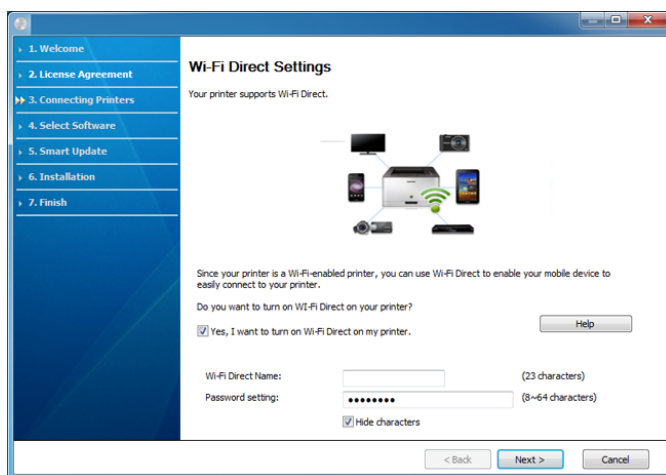 1. Welcome
2. License Agreement
3. Connecting Printers
4. Select Software
5. Smart Update
6. Installation
7. Finish
Wi-Fi Direct Settings
Your printer supports Wi-Fi Direct.
Since your printer is a Wi-Fi-enabled printer, you can use Wi-Fi Direct to enable your mobile device to
easily connect to your printer.
Do you want to turn on WI-Fi Direct on your printer?
Yes, I want to turn on Wi-Fi Direct on my printer.
Help
Wi-Fi Direct Name: (23 characters)
Password setting: •••••••• (8~64 characters)
Hide characters
< Back Next > Cancel